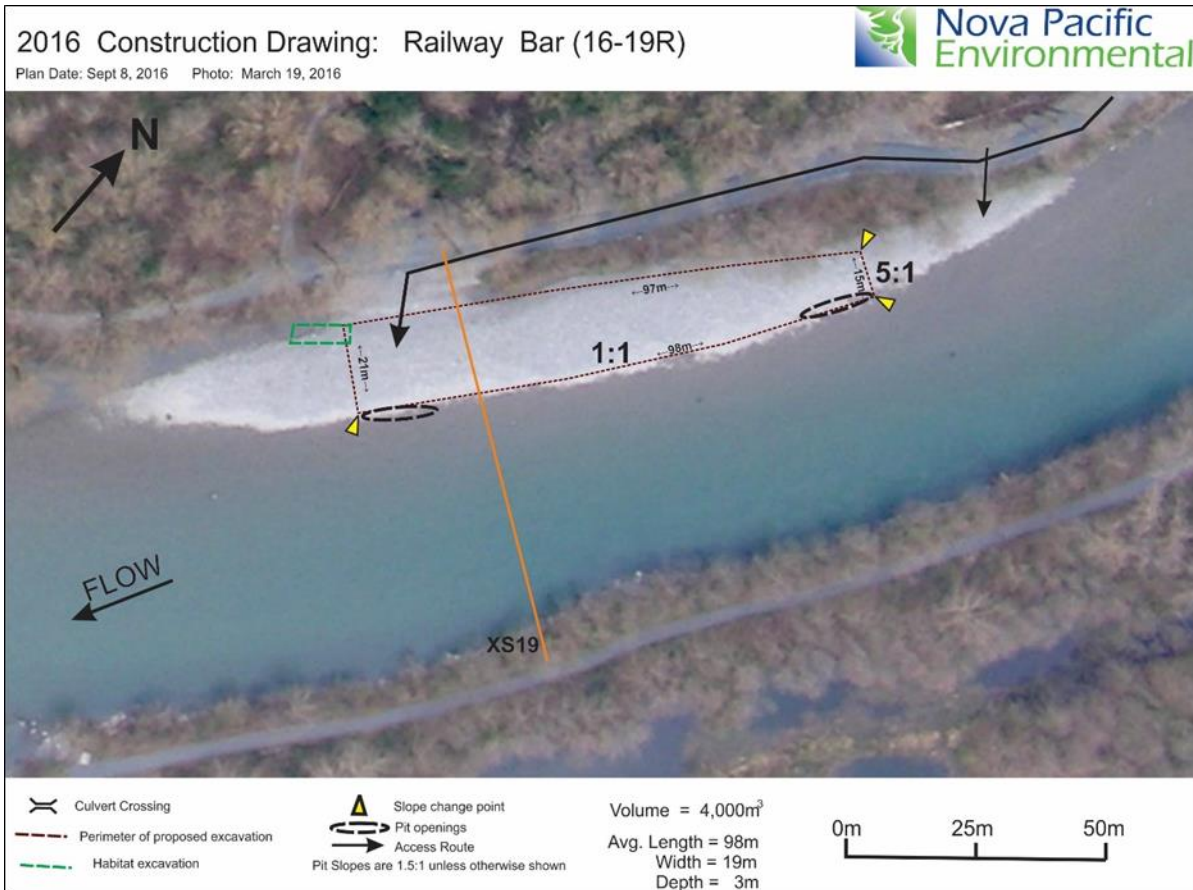 2016 Construction Drawing: Railway Bar (16-19R)
Plan Date: Sept 8, 2016 Photo: March 19, 2016
Nova Pacific
Environmental
N
←97m→
←15m→
5:1
1:1
←98m→
←21m→
FLOW
XS19
Culvert Crossing
Perimeter of proposed excavation
Habitat excavation
Slope change point
Pit openings
Access Route
Pit Slopes are 1.5:1 unless otherwise shown
Volume = 4,000m³
Avg. Length = 98m
Width = 19m
Depth = 3m
0m 25m 50m